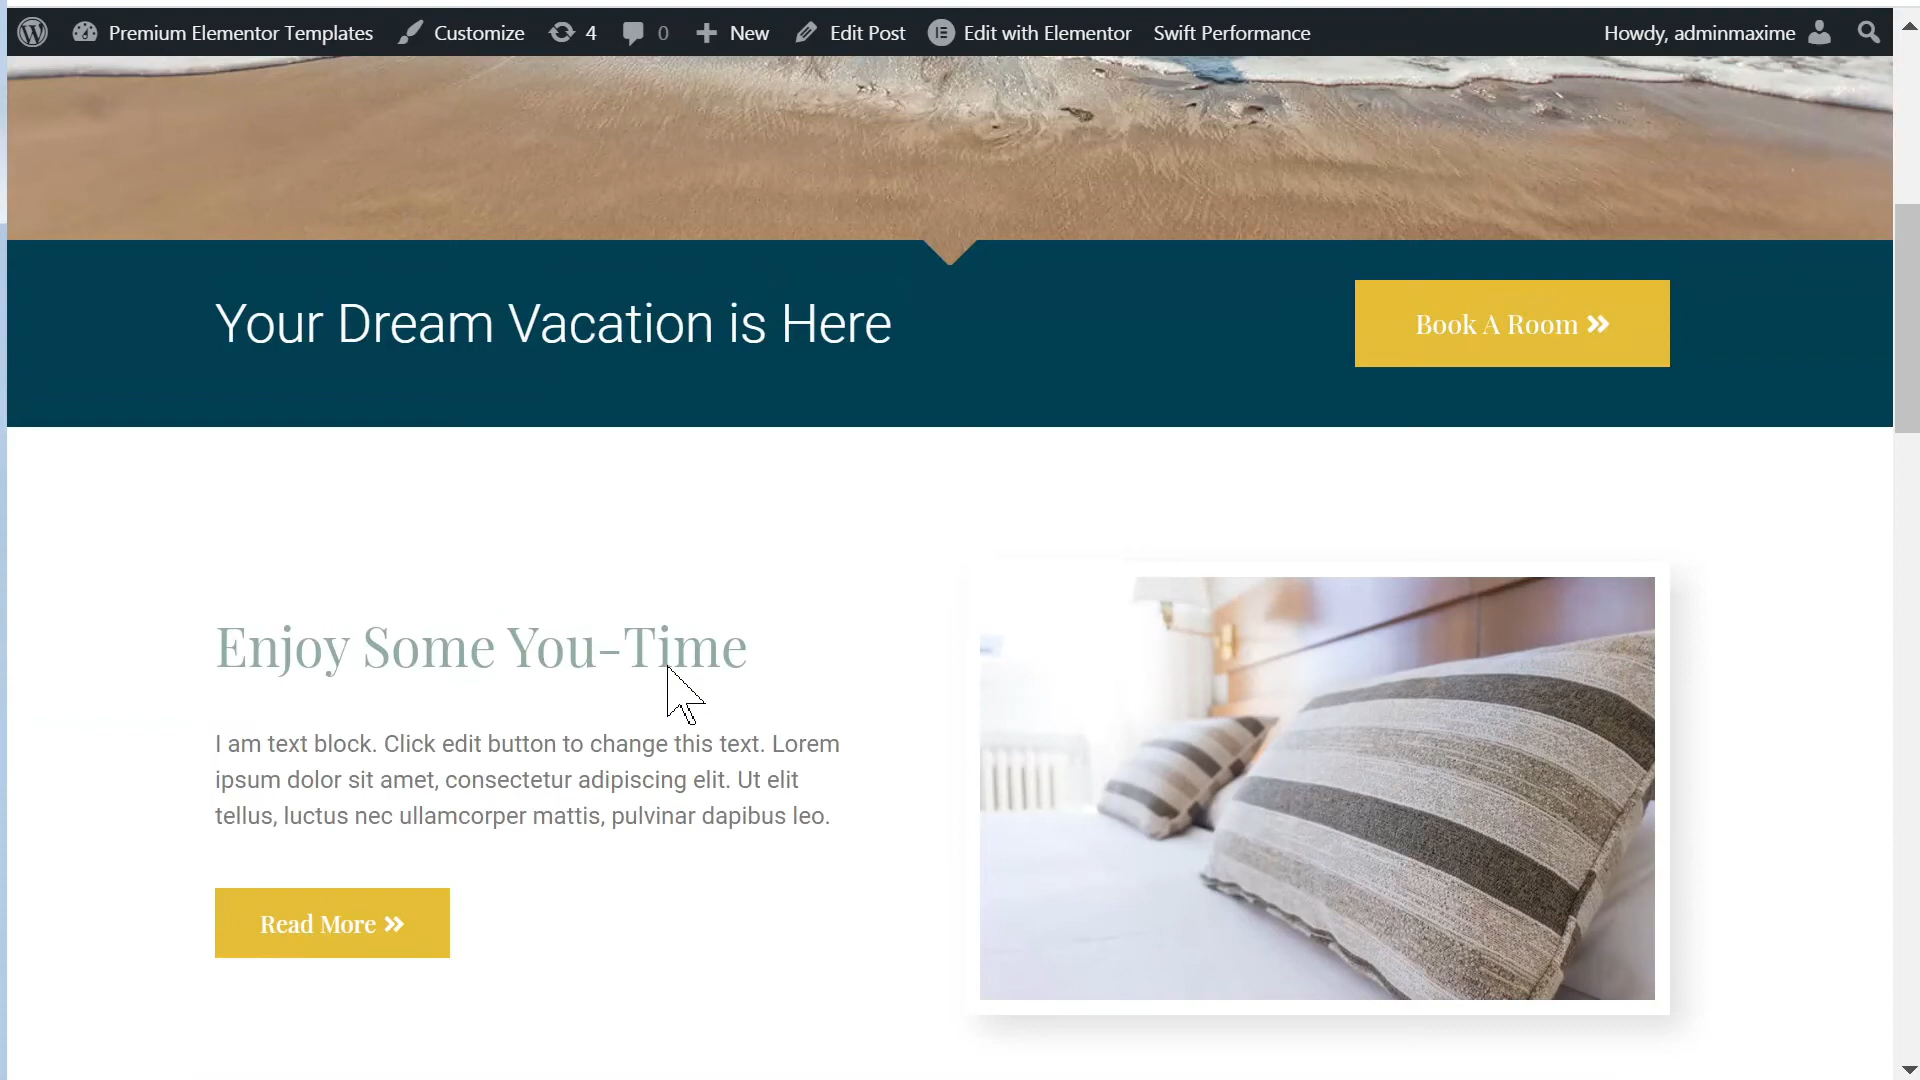 Premium Elementor Templates Customize 4 0 New Edit Post Edit with Elementor Swift Performance Howdy, adminmaxime
Your Dream Vacation is Here
Book A Room
Enjoy Some You-Time
I am text block. Click edit button to change this text. Lorem
ipsum dolor sit amet, consectetur adipiscing elit. Ut elit
tellus, luctus nec ullamcorper mattis, pulvinar dapibus leo.
Read More